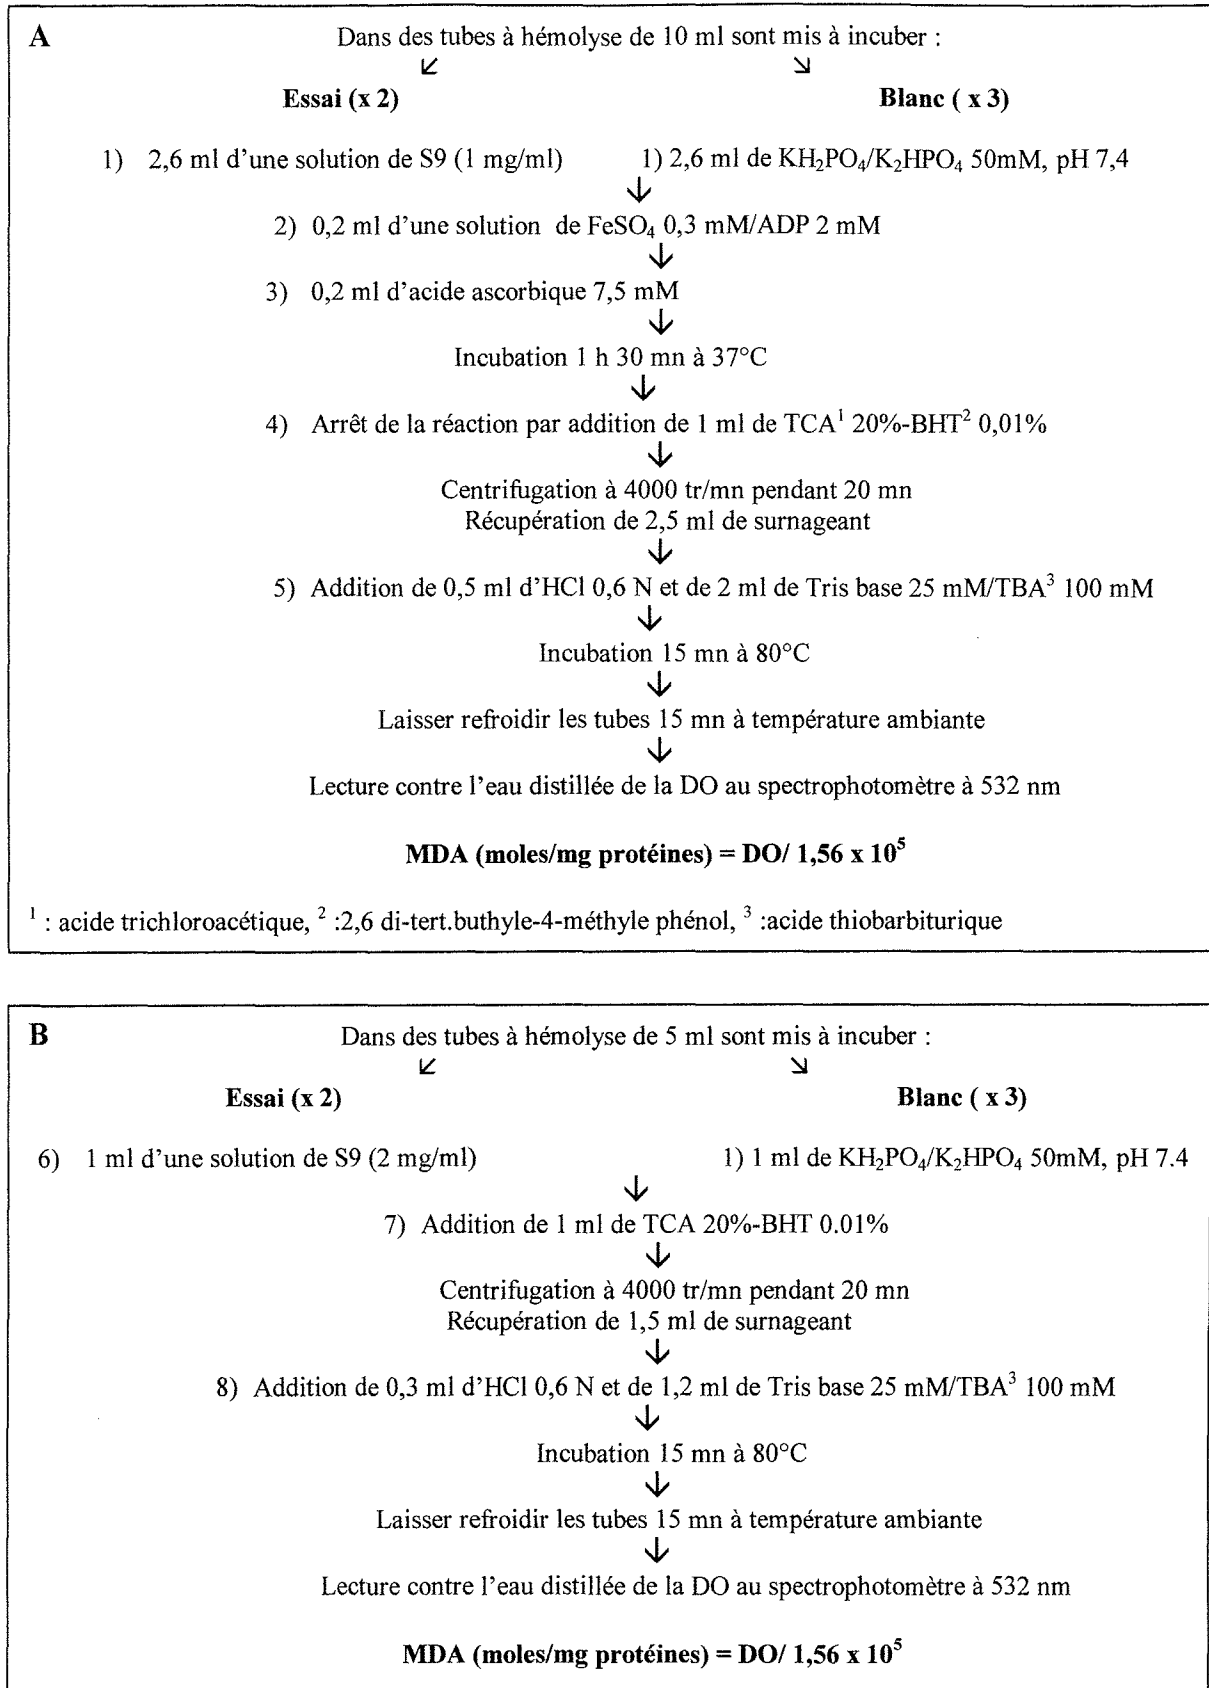 A
Dans des tubes à hémolyse de 10 ml sont mis à incuber :
↙ ↘
Essai (x 2) Blanc ( x 3)
1) 2,6 ml d'une solution de S9 (1 mg/ml) 1) 2,6 ml de KH₂PO₄/K₂HPO₄ 50mM, pH 7,4
↓
2) 0,2 ml d'une solution de FeSO₄ 0,3 mM/ADP 2 mM
↓
3) 0,2 ml d'acide ascorbique 7,5 mM
↓
Incubation 1 h 30 mn à 37°C
↓
4) Arrêt de la réaction par addition de 1 ml de TCA¹ 20%-BHT² 0,01%
↓
Centrifugation à 4000 tr/mn pendant 20 mn
Récupération de 2,5 ml de surnageant
↓
5) Addition de 0,5 ml d'HCl 0,6 N et de 2 ml de Tris base 25 mM/TBA³ 100 mM
↓
Incubation 15 mn à 80°C
↓
Laisser refroidir les tubes 15 mn à température ambiante
↓
Lecture contre l'eau distillée de la DO au spectrophotomètre à 532 nm
MDA (moles/mg protéines) = DO/ 1,56 x 10⁵
¹ : acide trichloroacétique, ² :2,6 di-tert.buthyle-4-méthyle phénol, ³ :acide thiobarbiturique
B
Dans des tubes à hémolyse de 5 ml sont mis à incuber :
↙ ↘
Essai (x 2) Blanc ( x 3)
6) 1 ml d'une solution de S9 (2 mg/ml) 1) 1 ml de KH₂PO₄/K₂HPO₄ 50mM, pH 7.4
↓
7) Addition de 1 ml de TCA 20%-BHT 0.01%
↓
Centrifugation à 4000 tr/mn pendant 20 mn
Récupération de 1,5 ml de surnageant
↓
8) Addition de 0,3 ml d'HCl 0,6 N et de 1,2 ml de Tris base 25 mM/TBA³ 100 mM
↓
Incubation 15 mn à 80°C
↓
Laisser refroidir les tubes 15 mn à température ambiante
↓
Lecture contre l'eau distillée de la DO au spectrophotomètre à 532 nm
MDA (moles/mg protéines) = DO/ 1,56 x 10⁵